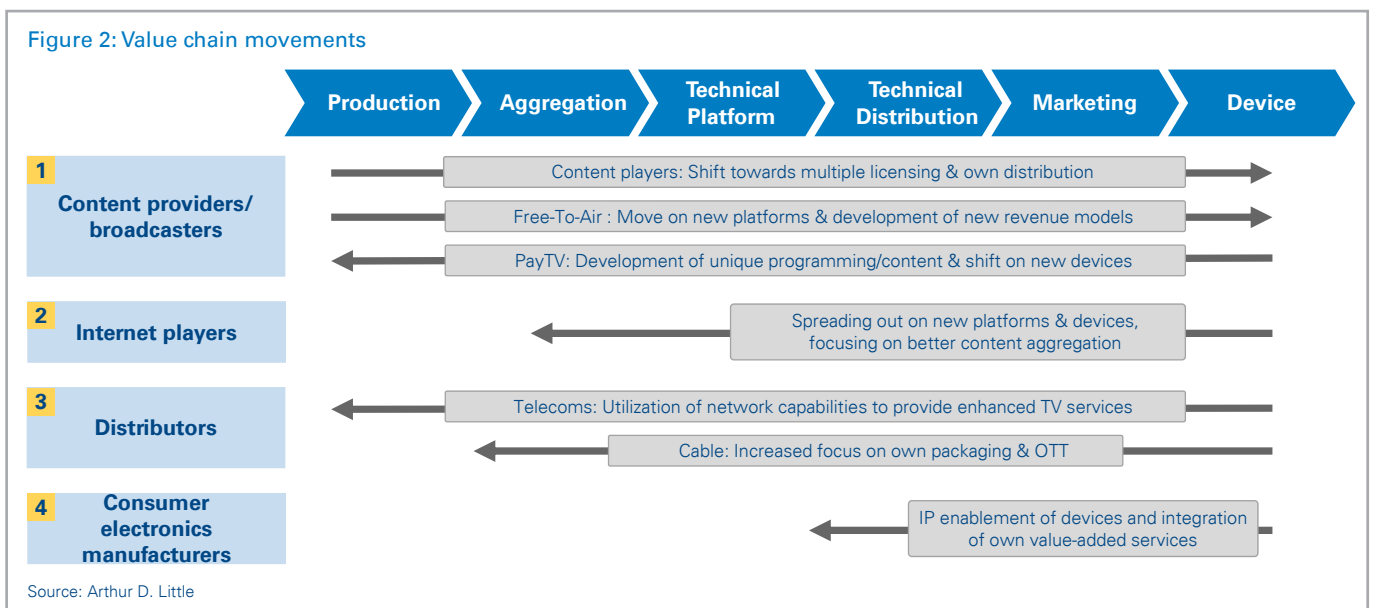 Figure 2: Value chain movements
Production
Aggregation
Technical
Platform
Technical
Distribution
Marketing
Device
1
Content providers/
broadcasters
Content players: Shift towards multiple licensing & own distribution
Free-To-Air : Move on new platforms & development of new revenue models
PayTV: Development of unique programming/content & shift on new devices
2
Internet players
Spreading out on new platforms & devices,
focusing on better content aggregation
3
Distributors
Telecoms: Utilization of network capabilities to provide enhanced TV services
Cable: Increased focus on own packaging & OTT
4
Consumer
electronics
manufacturers
IP enablement of devices and integration
of own value-added services
Source: Arthur D. Little